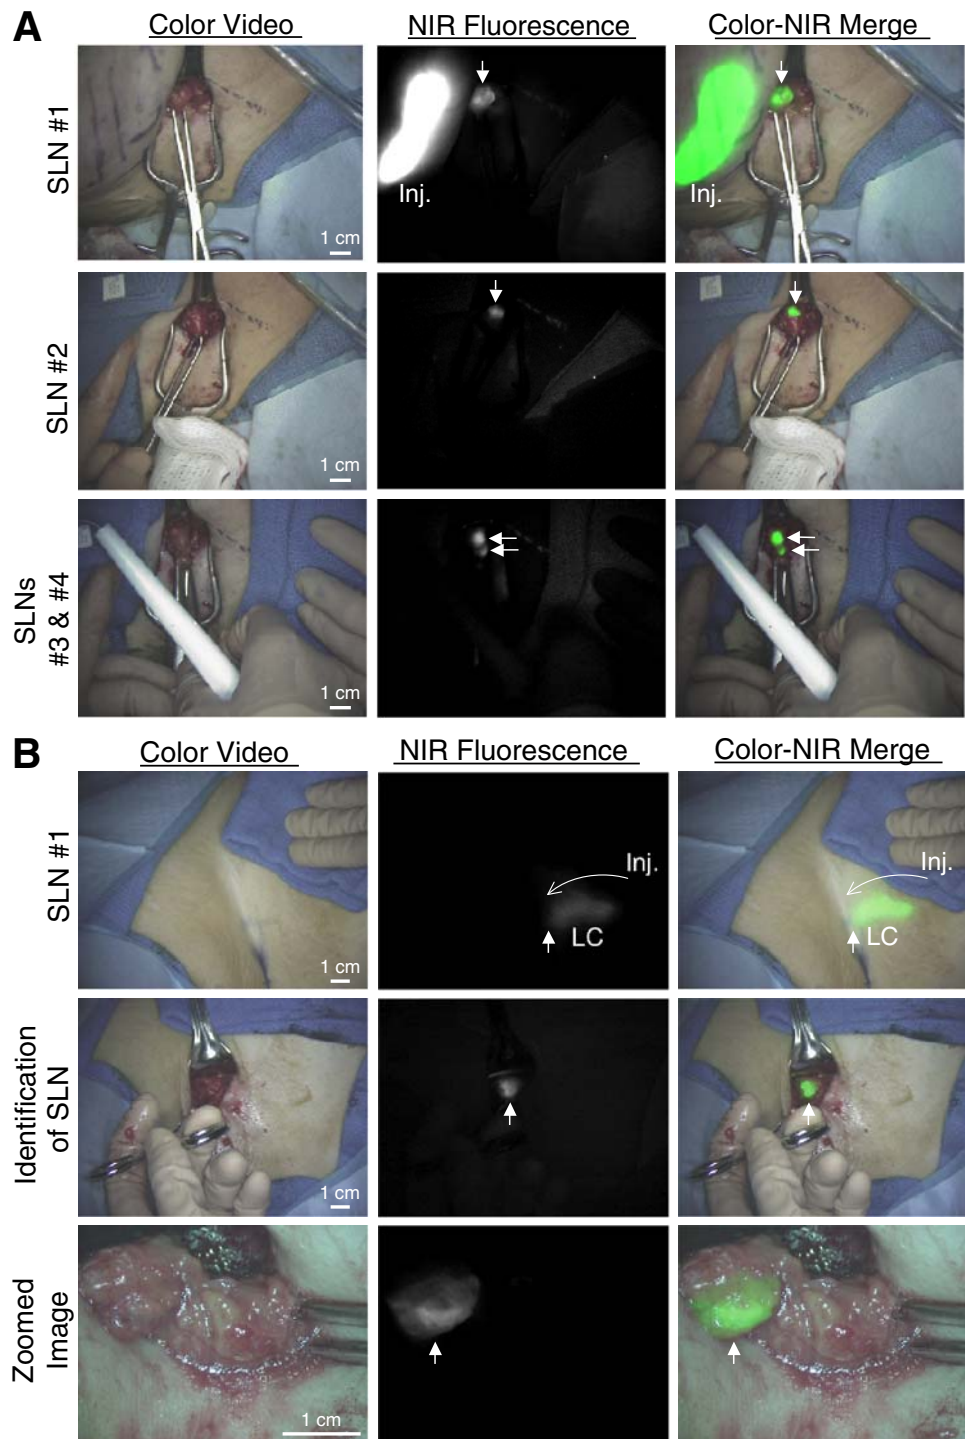 A
Color Video
NIR Fluorescence
Color-NIR Merge
SLN #1
1 cm
Inj.
Inj.
SLN #2
1 cm
SLNs
#3 & #4
1 cm
B
Color Video
NIR Fluorescence
Color-NIR Merge
SLN #1
1 cm
Inj.
LC
Inj.
LC
Identification
of SLN
1 cm
Zoomed
Image
1 cm